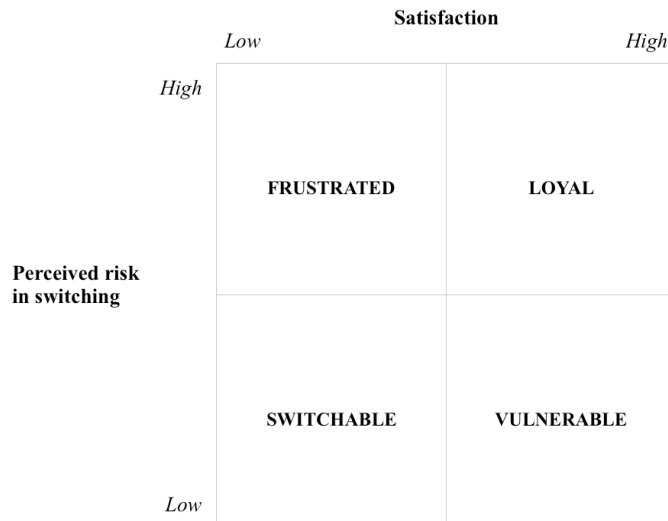 Satisfaction
Low High
High
FRUSTRATED LOYAL
Perceived risk
in switching
SWITCHABLE VULNERABLE
Low